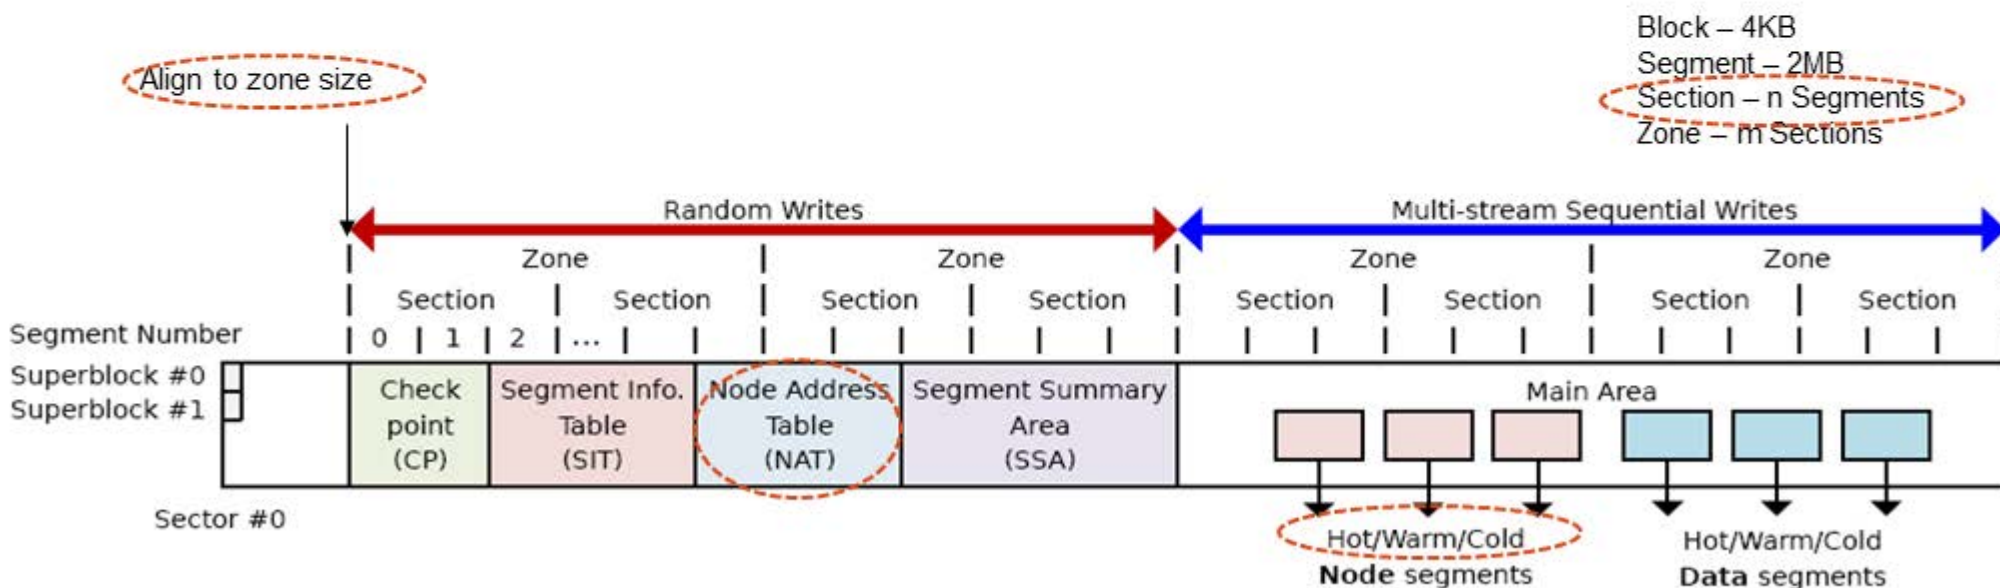 Block – 4KB
Segment – 2MB
Section – n Segments
Zone – m Sections
Align to zone size
Random Writes
Multi-stream Sequential Writes
Zone
Zone
Zone
Zone
Section
Section
Section
Section
Section
Section
Section
Section
Segment Number
0
1
2
...
Superblock #0
Superblock #1
Check
point
(CP)
Segment Info.
Table
(SIT)
Node Address
Table
(NAT)
Segment Summary
Area
(SSA)
Main Area
Sector #0
Hot/Warm/Cold
Node segments
Hot/Warm/Cold
Data segments